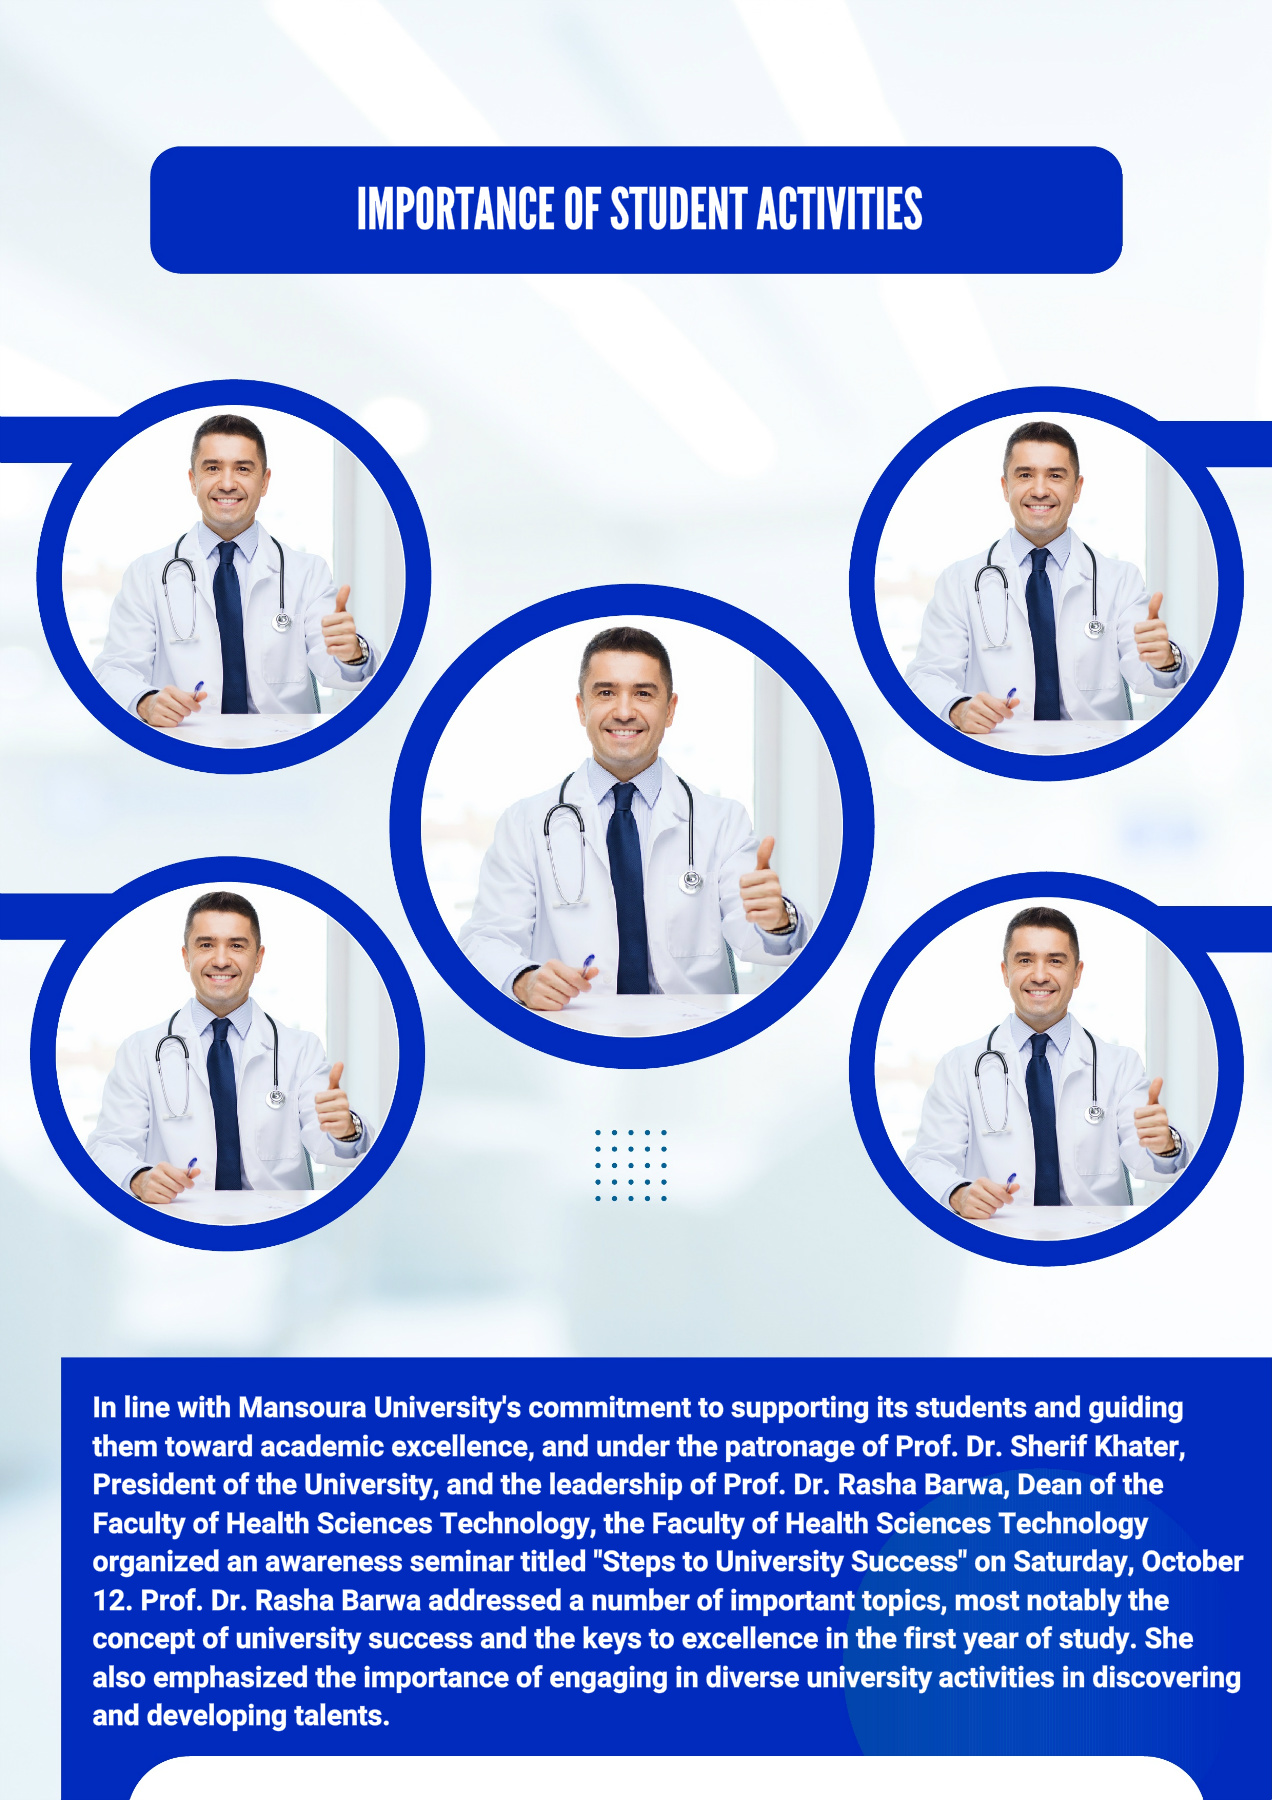 IMPORTANCE OF STUDENT ACTIVITIES
In line with Mansoura University's commitment to supporting its students and guiding
them toward academic excellence, and under the patronage of Prof. Dr. Sherif Khater,
President of the University, and the leadership of Prof. Dr. Rasha Barwa, Dean of the
Faculty of Health Sciences Technology, the Faculty of Health Sciences Technology
organized an awareness seminar titled "Steps to University Success" on Saturday, October
12. Prof. Dr. Rasha Barwa addressed a number of important topics, most notably the
concept of university success and the keys to excellence in the first year of study. She
also emphasized the importance of engaging in diverse university activities in discovering
and developing talents.